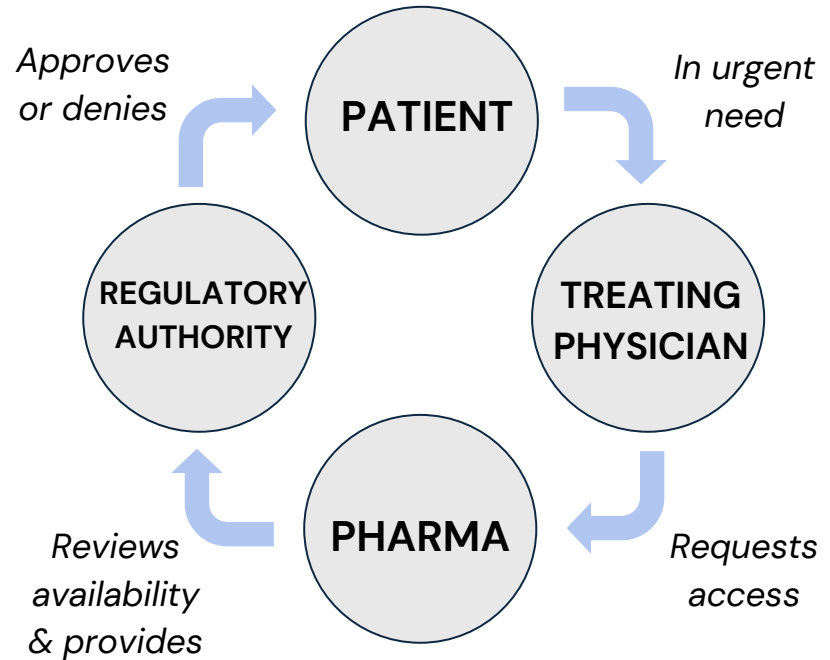 Approves
or denies
PATIENT
In urgent
need
REGULATORY
AUTHORITY
TREATING
PHYSICIAN
PHARMA
Reviews
availability
& provides
Requests
access